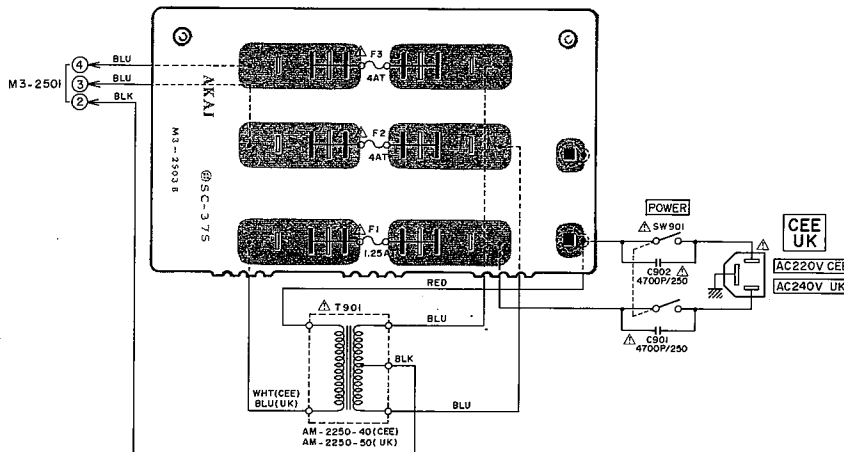 M3-2501
4
3
2
BLU
BLU
BLK
AKAI
M3-2503B
SC-37S
F3
4AT
F2
4AT
F1
1.25A
POWER
SW901
C902
4700P/250
C901
4700P/250
CEE
UK
AC220V CEE
AC240V UK
RED
T901
BLU
BLK
BLU
WHT(CEE)
BLU(UK)
AM-2250-40(CEE)
AM-2250-50(UK)